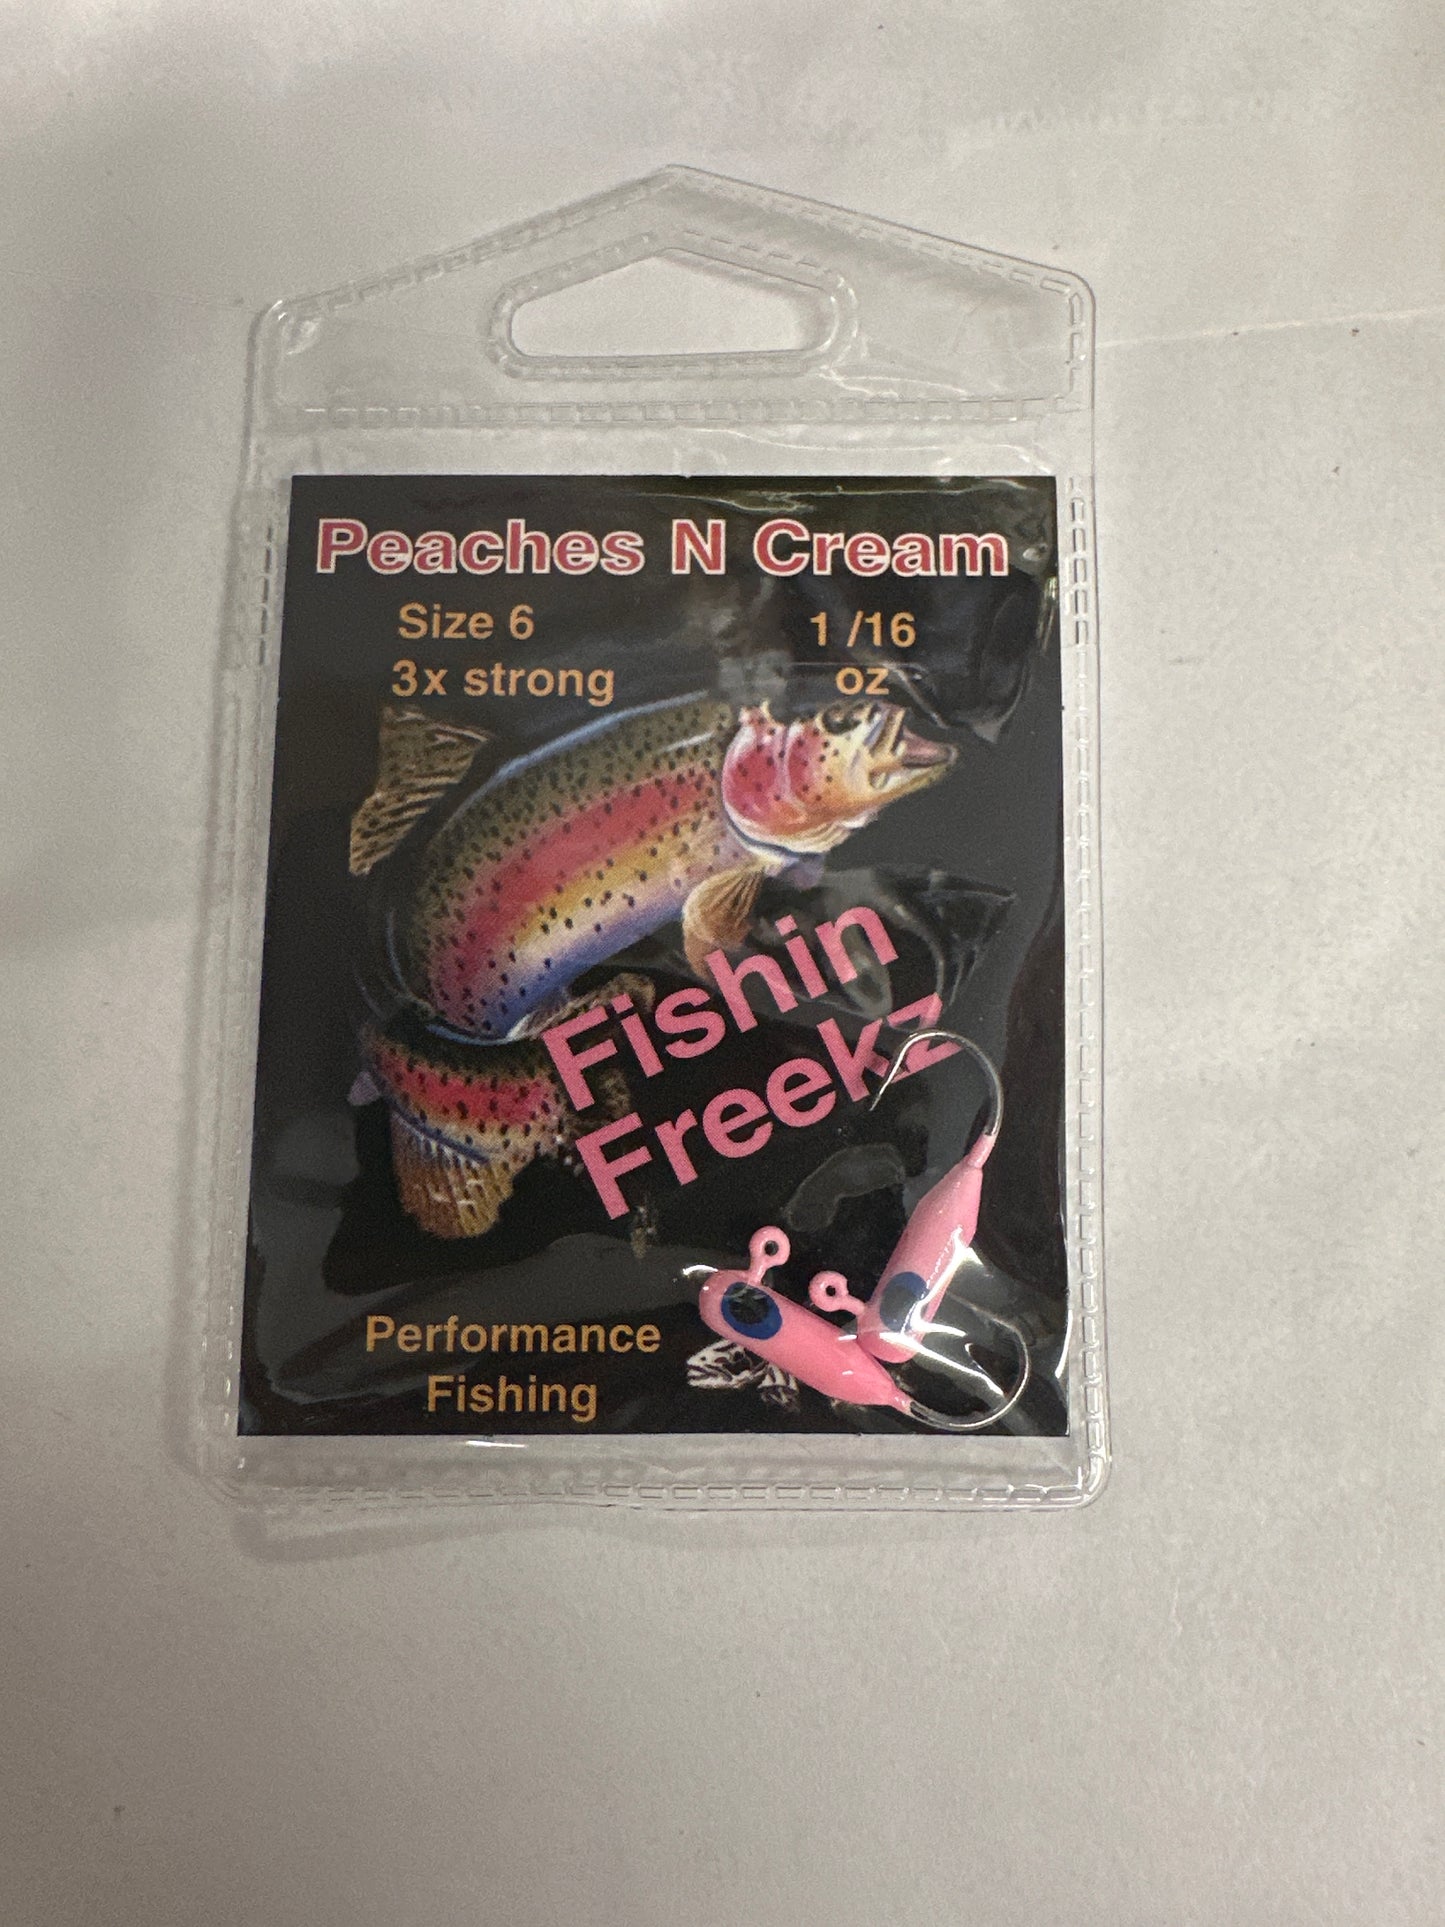 Peaches N Cream
Size 6
3x strong
1 /16
oz
Fishin
Freekz
Performance
Fishing